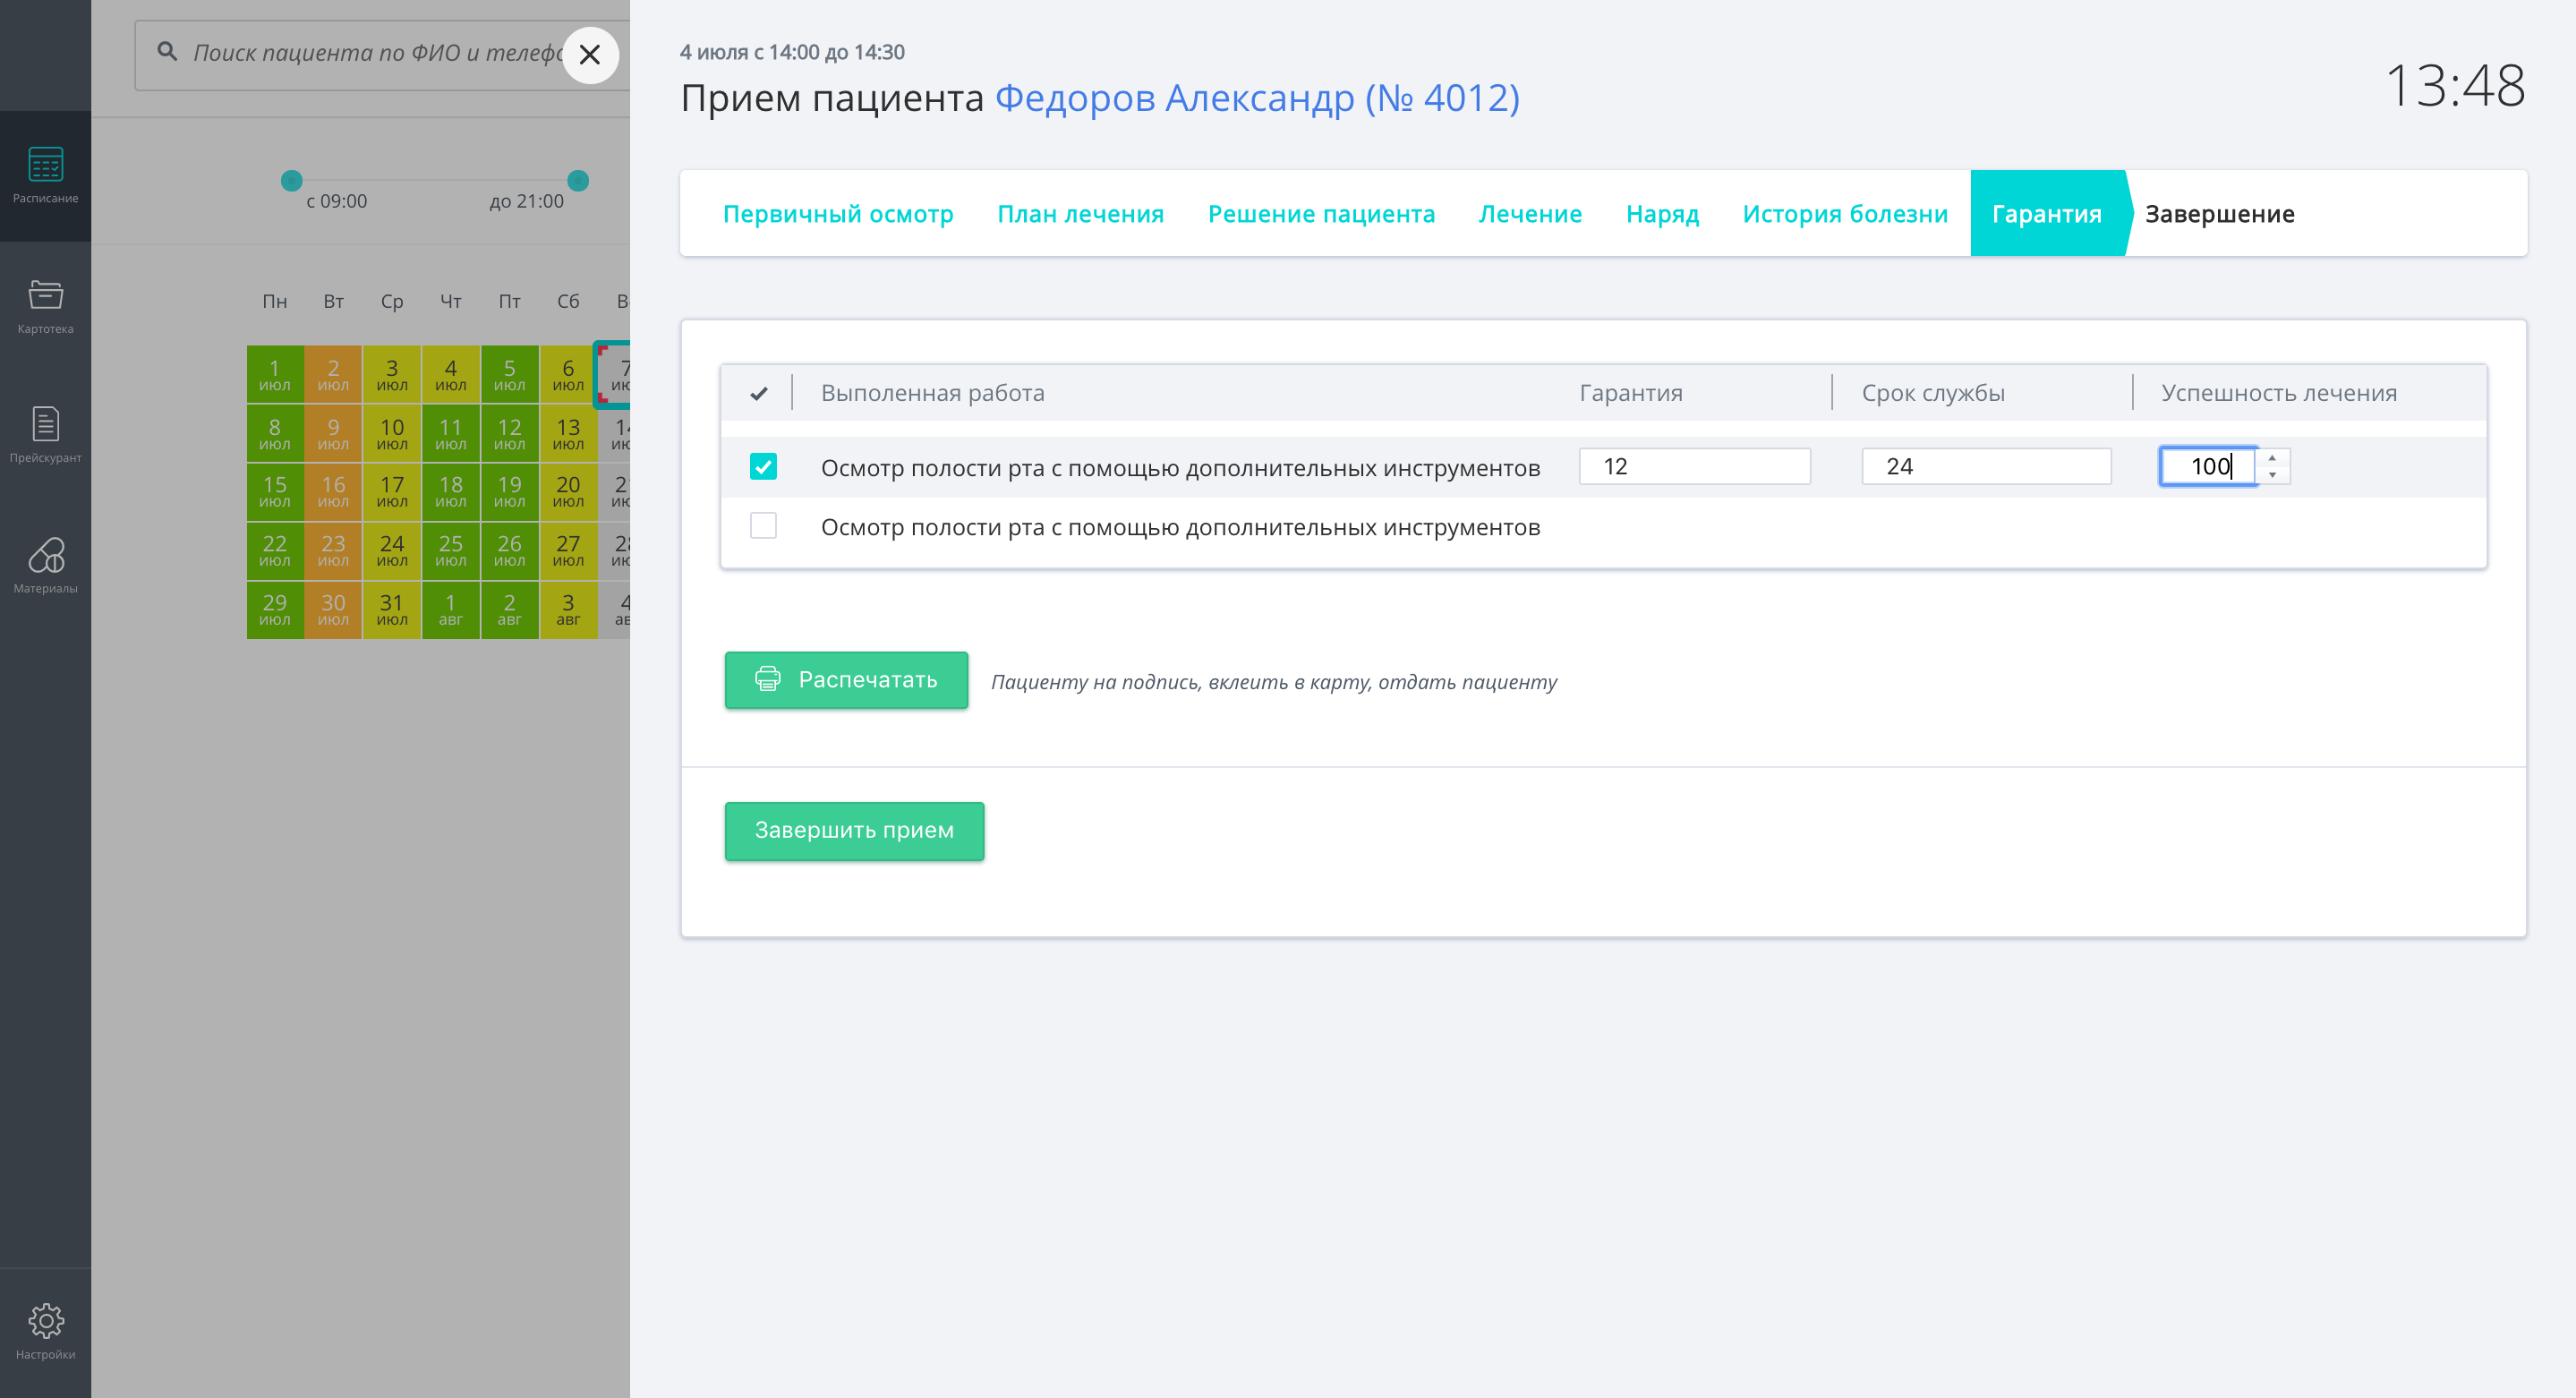 Поиск пациента по ФИО и телефо
4 июля с 14:00 до 14:30
Прием пациента Федоров Александр (№ 4012)
13:48
Расписание
Картотека
Прейскурант
Материалы
Настройки
с 09:00 до 21:00
Пн Вт Ср Чт Пт Сб В
1 2 3 4 5 6 7
июл июл июл июл июл июл ию
8 9 10 11 12 13 14
июл июл июл июл июл июл ию
15 16 17 18 19 20 21
июл июл июл июл июл июл ию
22 23 24 25 26 27 28
июл июл июл июл июл июл ию
29 30 31 1 2 3 4
июл июл июл авг авг авг ав
Первичный осмотр План лечения Решение пациента Лечение Наряд История болезни Гарантия Завершение
Выполенная работа Гарантия Срок службы Успешность лечения
Осмотр полости рта с помощью дополнительных инструментов 12 24 100
Осмотр полости рта с помощью дополнительных инструментов
Распечатать Пациенту на подпись, вклеить в карту, отдать пациенту
Завершить прием